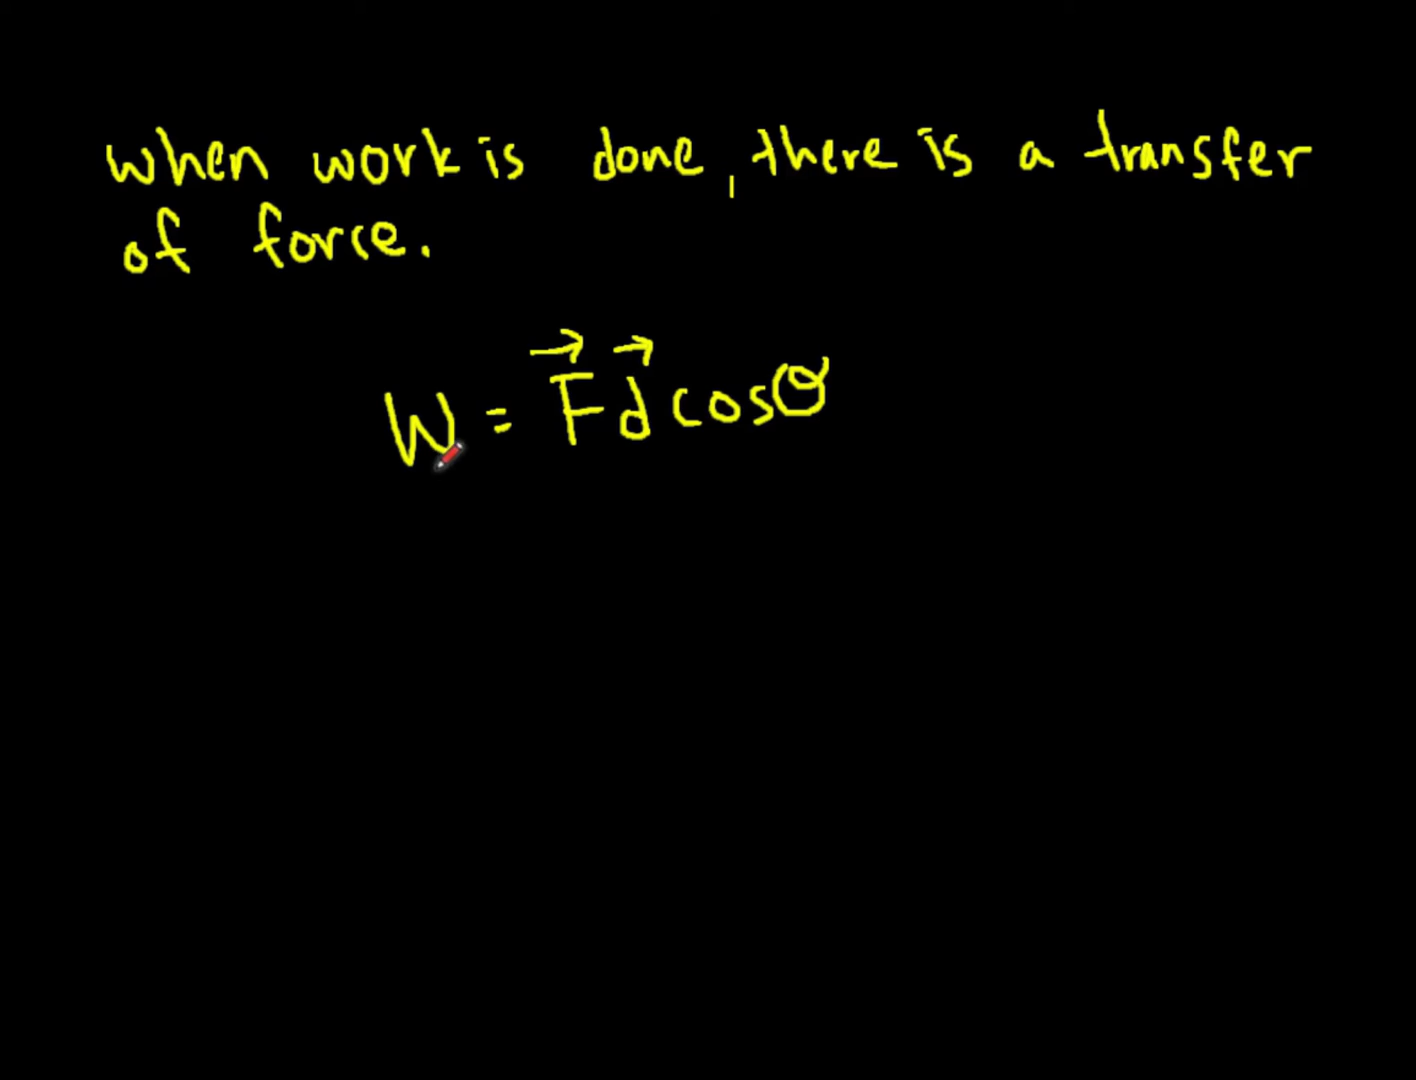 When work is done, there is a transfer
of force.
W = F⃗ d⃗ cosθ